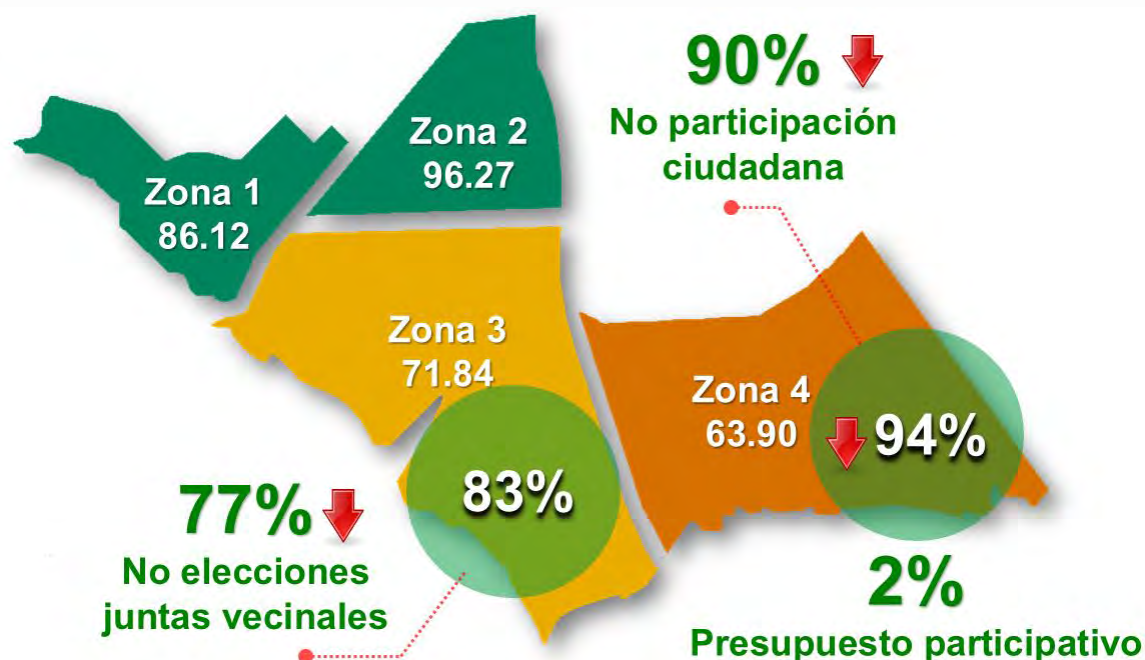 90%
No participación
ciudadana
Zona 2
96.27
Zona 1
86.12
Zona 3
71.84
Zona 4
63.90
94%
83%
77%
No elecciones
juntas vecinales
2%
Presupuesto participativo